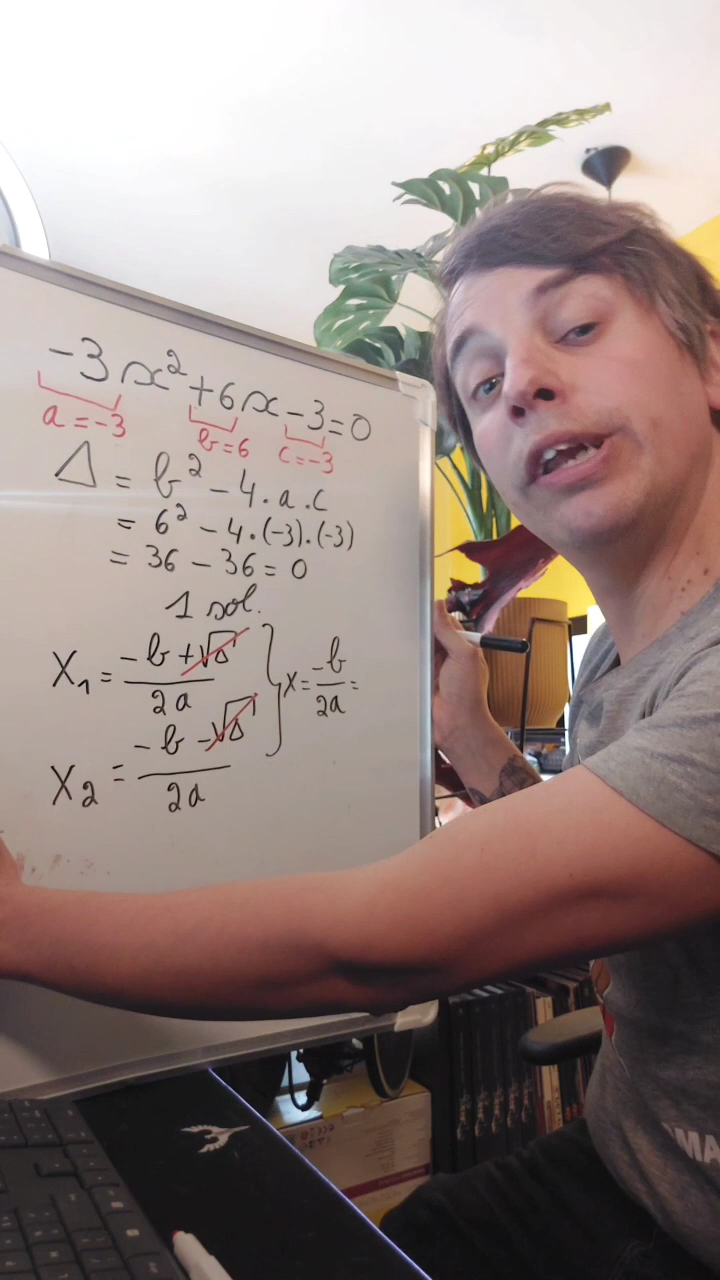 -3x²+6x-3=0
a=-3 b=6 c=-3
Δ = b² - 4.a.c
= 6² - 4.(-3).(-3)
= 36 - 36 = 0
1 sol.
X₁ = (-b+√Δ)/2a } X = -b/2a =
X₂ = (-b-√Δ)/2a